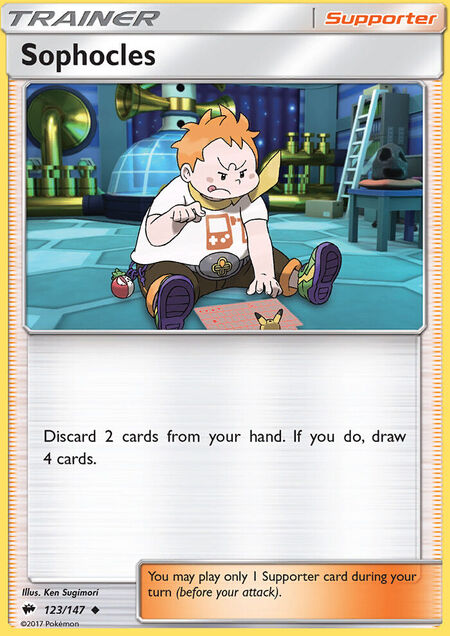 TRAINER Supporter
Sophocles
Discard 2 cards from your hand. If you do, draw
4 cards.
Illus. Ken Sugimori
123/147 ◆
©2017 Pokémon
You may play only 1 Supporter card during your
turn (before your attack).